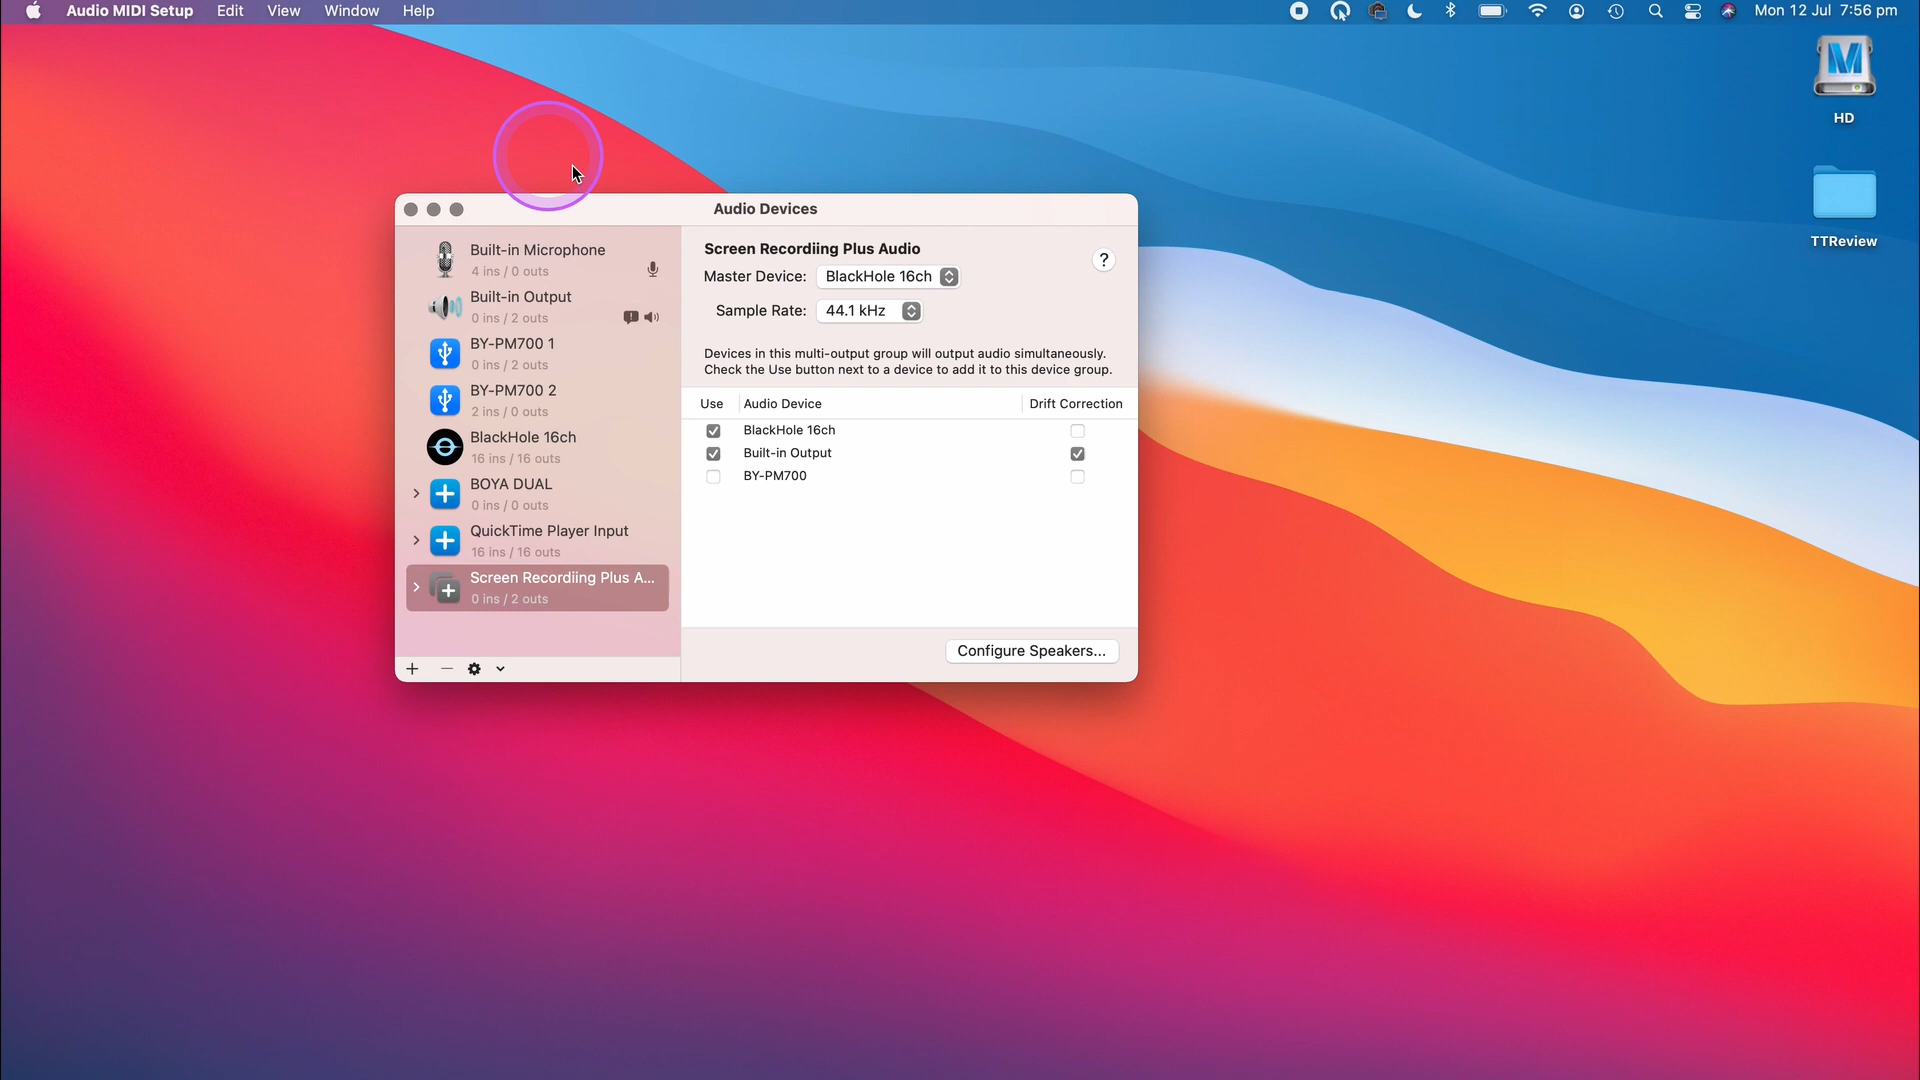 Audio MIDI Setup Edit View Window Help
Mon 12 Jul 7:56 pm
HD
TTReview
Audio Devices
Built-in Microphone
4 ins / 0 outs
Built-in Output
0 ins / 2 outs
BY-PM700 1
0 ins / 2 outs
BY-PM700 2
2 ins / 0 outs
BlackHole 16ch
16 ins / 16 outs
BOYA DUAL
0 ins / 0 outs
QuickTime Player Input
16 ins / 16 outs
Screen Recordiing Plus A...
0 ins / 2 outs
Screen Recordiing Plus Audio
?
Master Device: BlackHole 16ch
Sample Rate: 44.1 kHz
Devices in this multi-output group will output audio simultaneously.
Check the Use button next to a device to add it to this device group.
Use Audio Device Drift Correction
BlackHole 16ch
Built-in Output
BY-PM700
Configure Speakers...